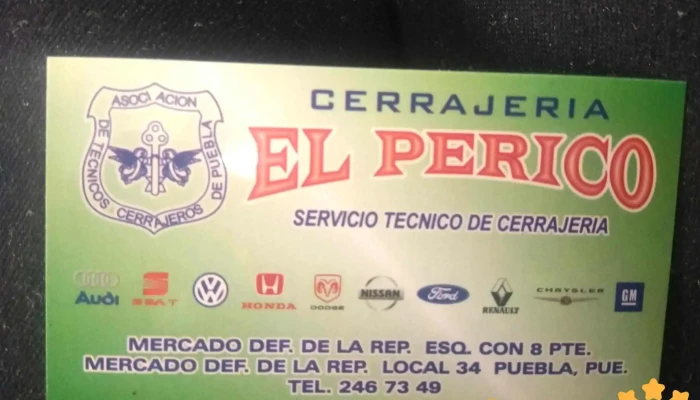 ASOCIACION
DE TECNICOS CERRAJEROS DE PUEBLA
CERRAJERIA
EL PERICO
SERVICIO TECNICO DE CERRAJERIA
Audi SEAT HONDA DODGE NISSAN Ford RENAULT CHRYSLER GM
MERCADO DEF. DE LA REP. ESQ. CON 8 PTE.
MERCADO DEF. DE LA REP. LOCAL 34 PUEBLA, PUE.
TEL. 246 73 49